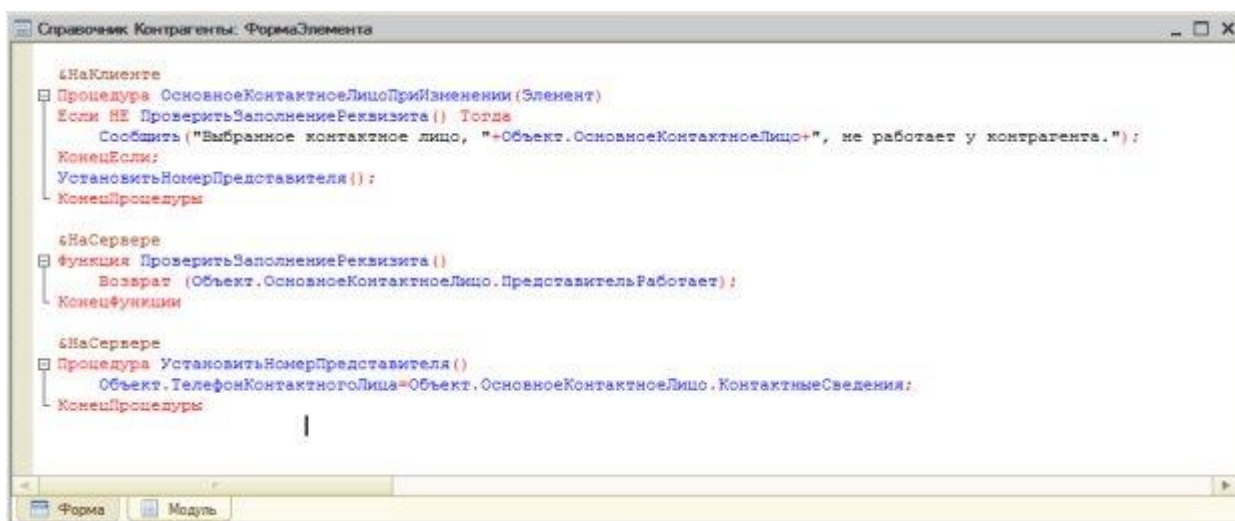 Справочник Контрагенты: ФормаЭлемента
&НаКлиенте
Процедура ОсновноеКонтактноеЛицоПриИзменении(Элемент)
Если НЕ ПроверитьЗаполнениеРеквизита() Тогда
Сообщить("Выбранное контактное лицо, "+Объект.ОсновноеКонтактноеЛицо+", не работает у контрагента.");
КонецЕсли;
УстановитьНомерПредставителя();
КонецПроцедуры
&НаСервере
Функция ПроверитьЗаполнениеРеквизита()
Возврат (Объект.ОсновноеКонтактноеЛицо.ПредставительРаботает);
КонецФункции
&НаСервере
Процедура УстановитьНомерПредставителя()
Объект.ТелефонКонтактногоЛица=Объект.ОсновноеКонтактноеЛицо.КонтактныеСведения;
КонецПроцедуры
Форма Модуль